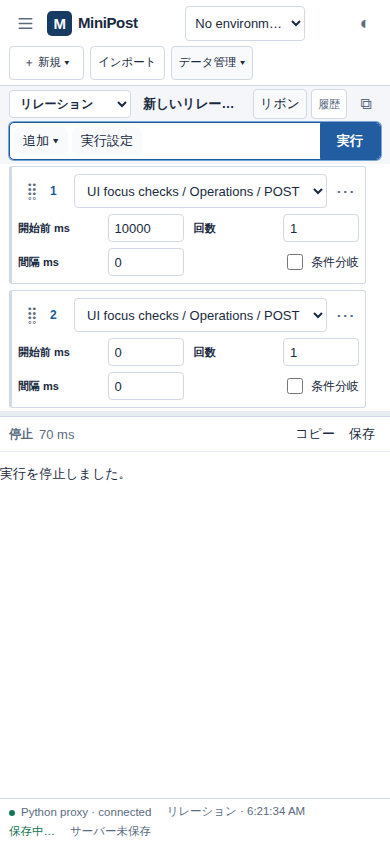 M MiniPost No environm…
＋ 新規 ▾ インポート データ管理 ▾
リレーション 新しいリレー… リボン 履歴
追加 ▾ 実行設定 実行
1 UI focus checks / Operations / POST ···
開始前 ms 10000 回数 1
間隔 ms 0 条件分岐
2 UI focus checks / Operations / POST ···
開始前 ms 0 回数 1
間隔 ms 0 条件分岐
停止 70 ms コピー 保存
実行を停止しました。
Python proxy · connected リレーション · 6:21:34 AM
保存中… サーバー未保存